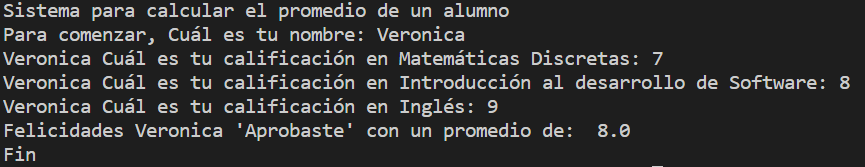 Sistema para calcular el promedio de un alumno
Para comenzar, Cuál es tu nombre: Veronica
Veronica Cuál es tu calificación en Matemáticas Discretas: 7
Veronica Cuál es tu calificación en Introducción al desarrollo de Software: 8
Veronica Cuál es tu calificación en Inglés: 9
Felicidades Veronica 'Aprobaste' con un promedio de:  8.0
Fin